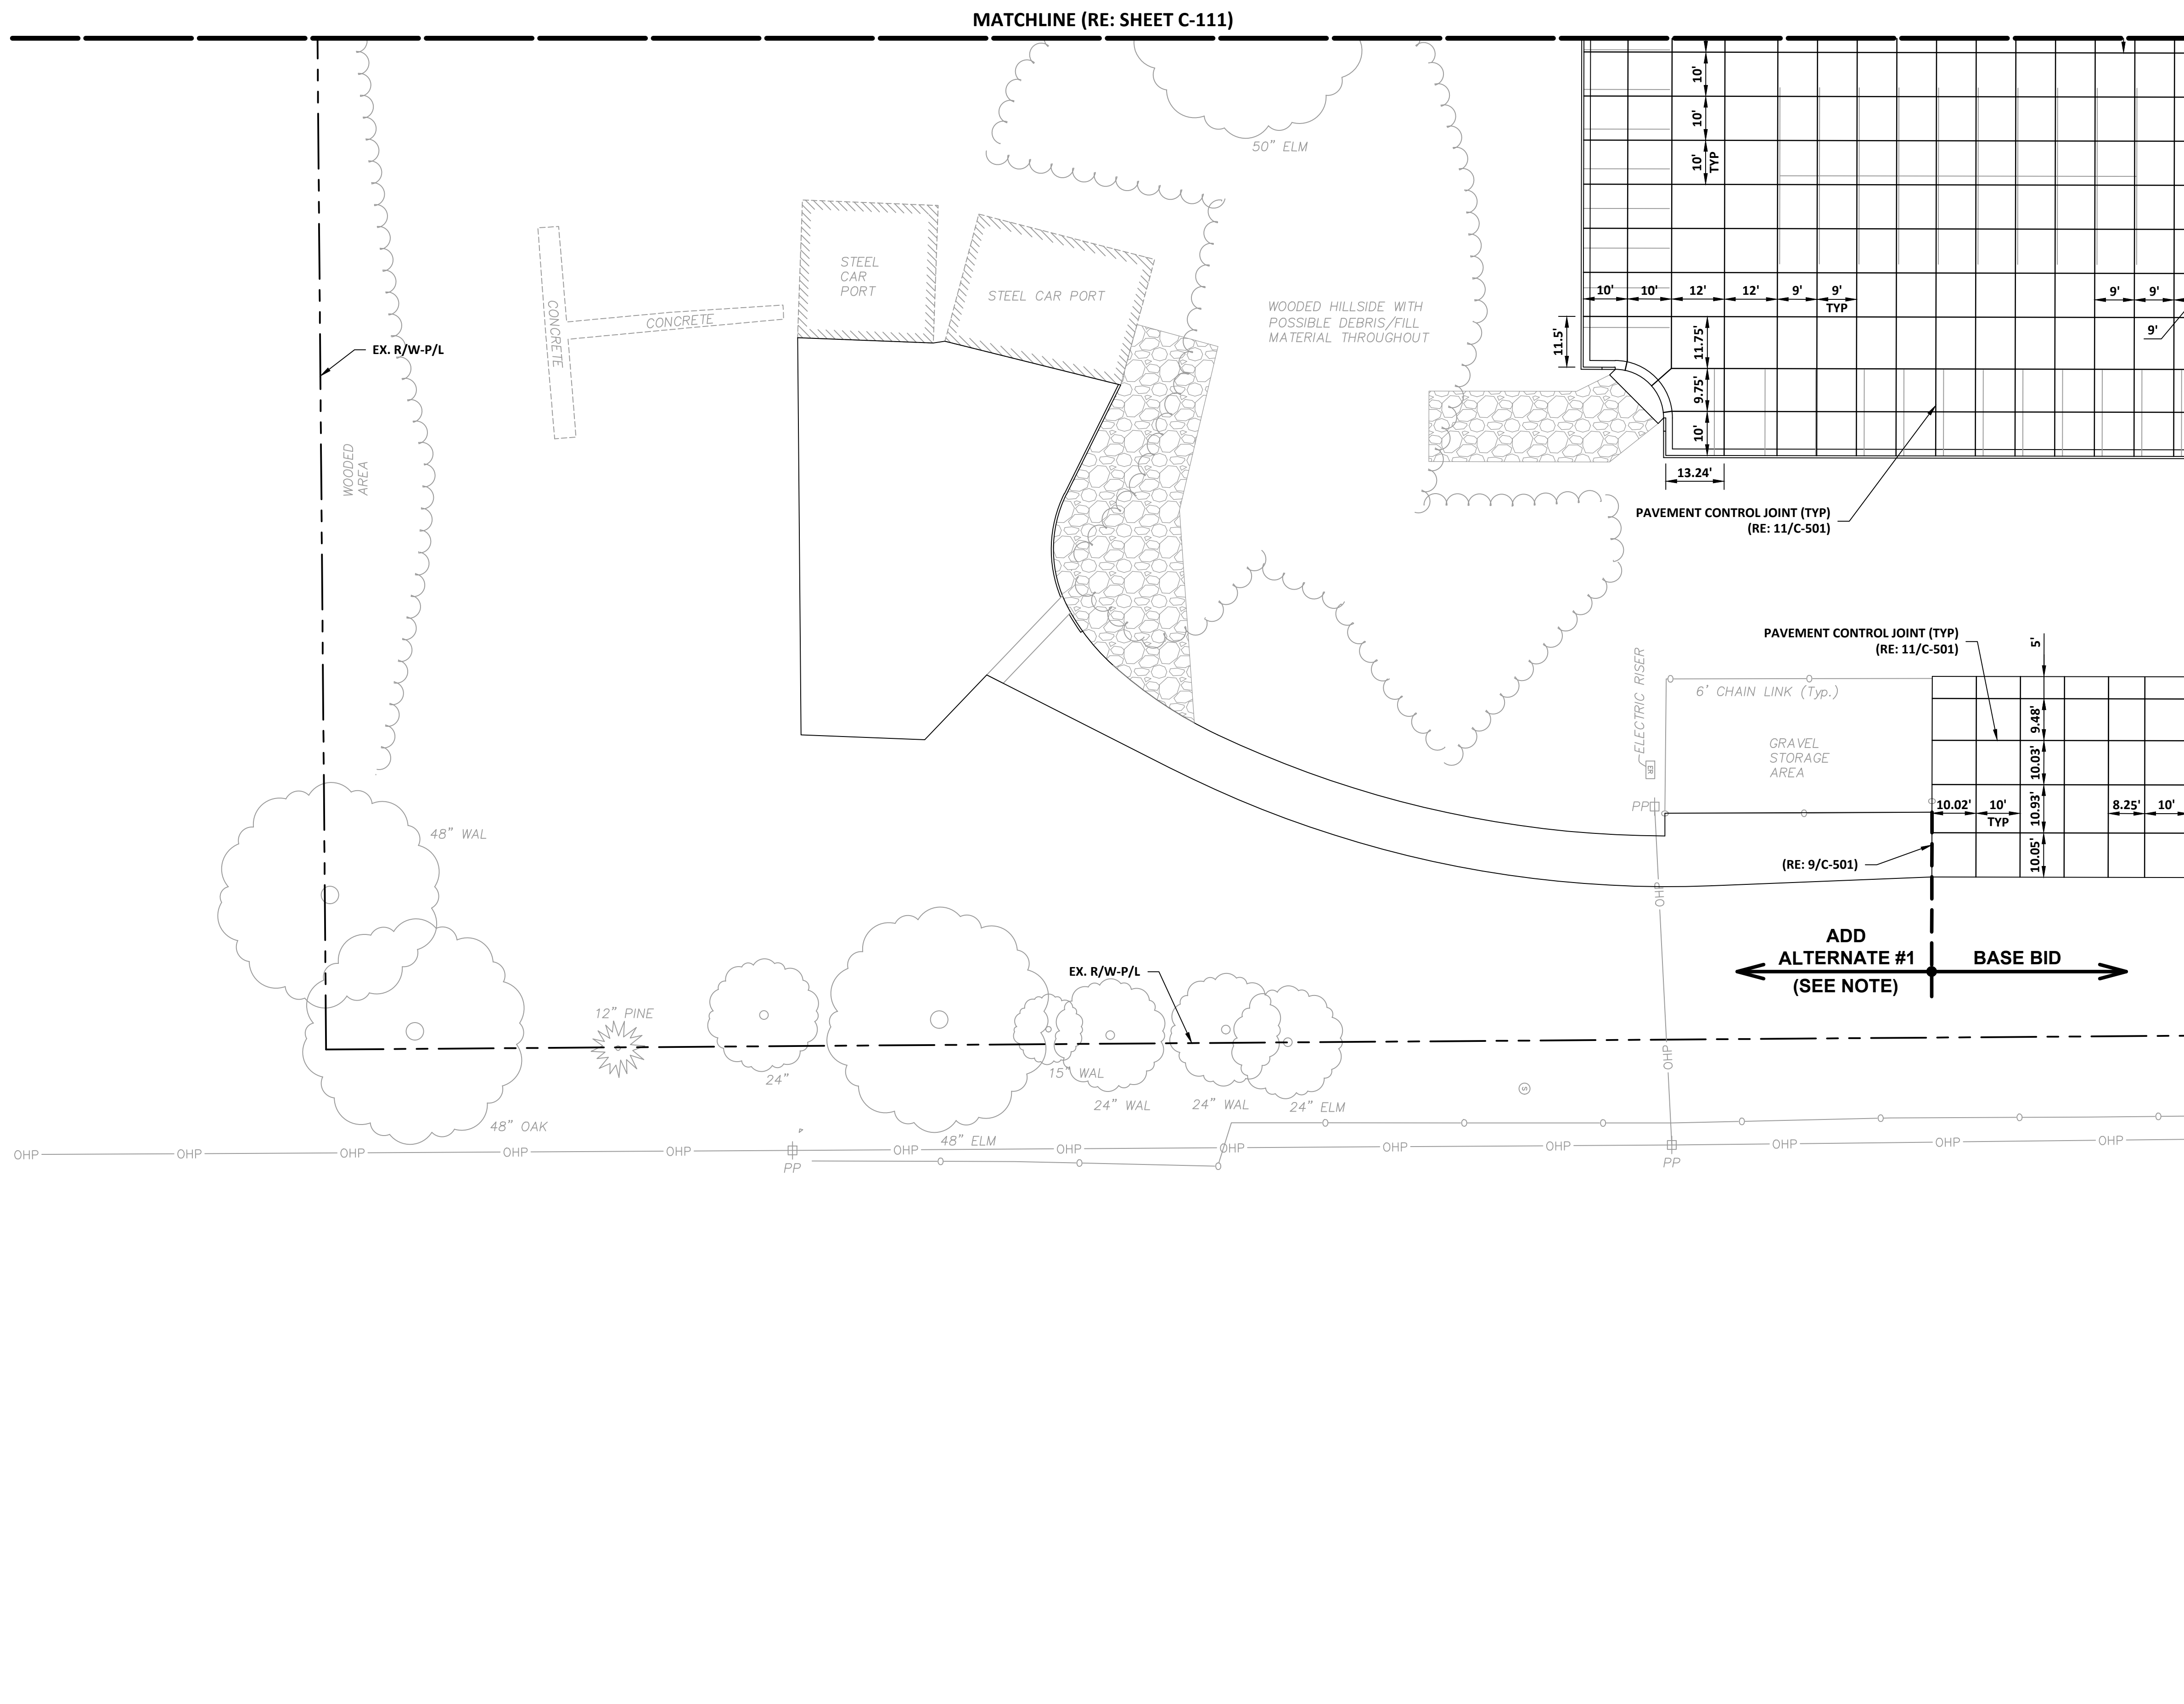 MATCHLINE (RE: SHEET C-111)
10'
10'
10'
TYP
50" ELM
STEEL
CAR
PORT
STEEL CAR PORT
WOODED HILLSIDE WITH
POSSIBLE DEBRIS/FILL
MATERIAL THROUGHOUT
CONCRETE
CONCRETE
EX. R/W-P/L
10' 10' 12' 12' 9' 9'
TYP
9' 9'
9'
11.5'
11.75'
9.75'
10'
13.24'
WOODED
AREA
PAVEMENT CONTROL JOINT (TYP)
(RE: 11/C-501)
PAVEMENT CONTROL JOINT (TYP)
(RE: 11/C-501)
5'
ELECTRIC RISER
6' CHAIN LINK (Typ.)
9.48'
GRAVEL
STORAGE
AREA
ER
10.03'
PP
10.02' 10'
TYP
10.93'
8.25' 10'
48" WAL
10.05'
(RE: 9/C-501)
OHP
ADD
ALTERNATE #1
(SEE NOTE)
BASE BID
EX. R/W-P/L
12" PINE
OHP
24"
15" WAL
24" WAL
24" WAL
24" ELM
S
48" OAK
48" ELM
OHP OHP OHP OHP OHP OHP OHP OHP OHP OHP OHP OHP OHP
PP
PP